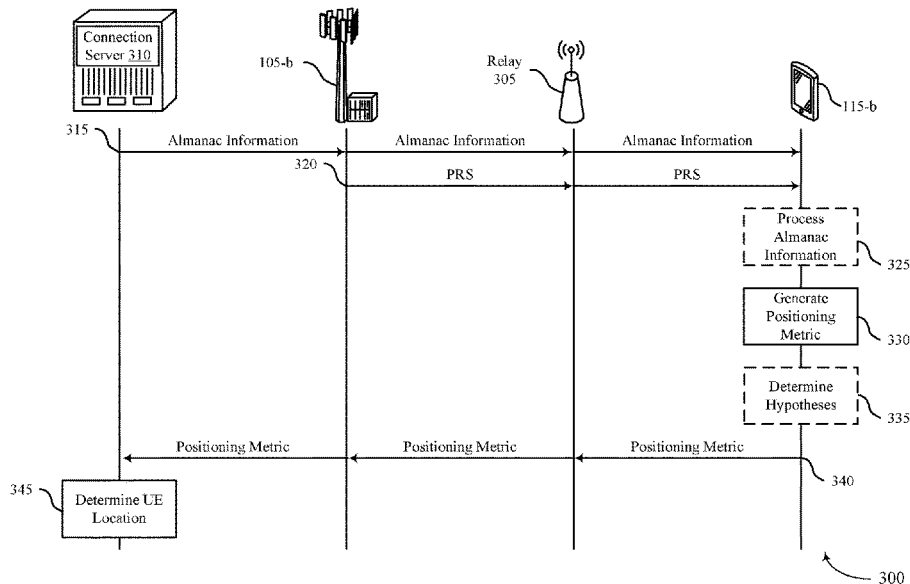 Connection
Server 310
105-b
Relay
305
115-b
315
Almanac Information
Almanac Information
Almanac Information
320
PRS
PRS
Process
Almanac
Information
325
Generate
Positioning
Metric
330
Determine
Hypotheses
335
Positioning Metric
Positioning Metric
Positioning Metric
340
345
Determine UE
Location
300